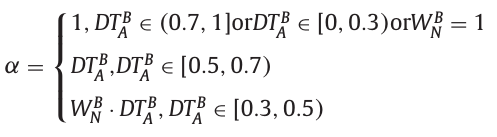 1, DT_A^B ∈ (0.7, 1]orDT_A^B ∈ [0, 0.3)orW_N^B = 1
α = { DT_A^B,DT_A^B ∈ [0.5, 0.7)
W_N^B · DT_A^B, DT_A^B ∈ [0.3, 0.5)